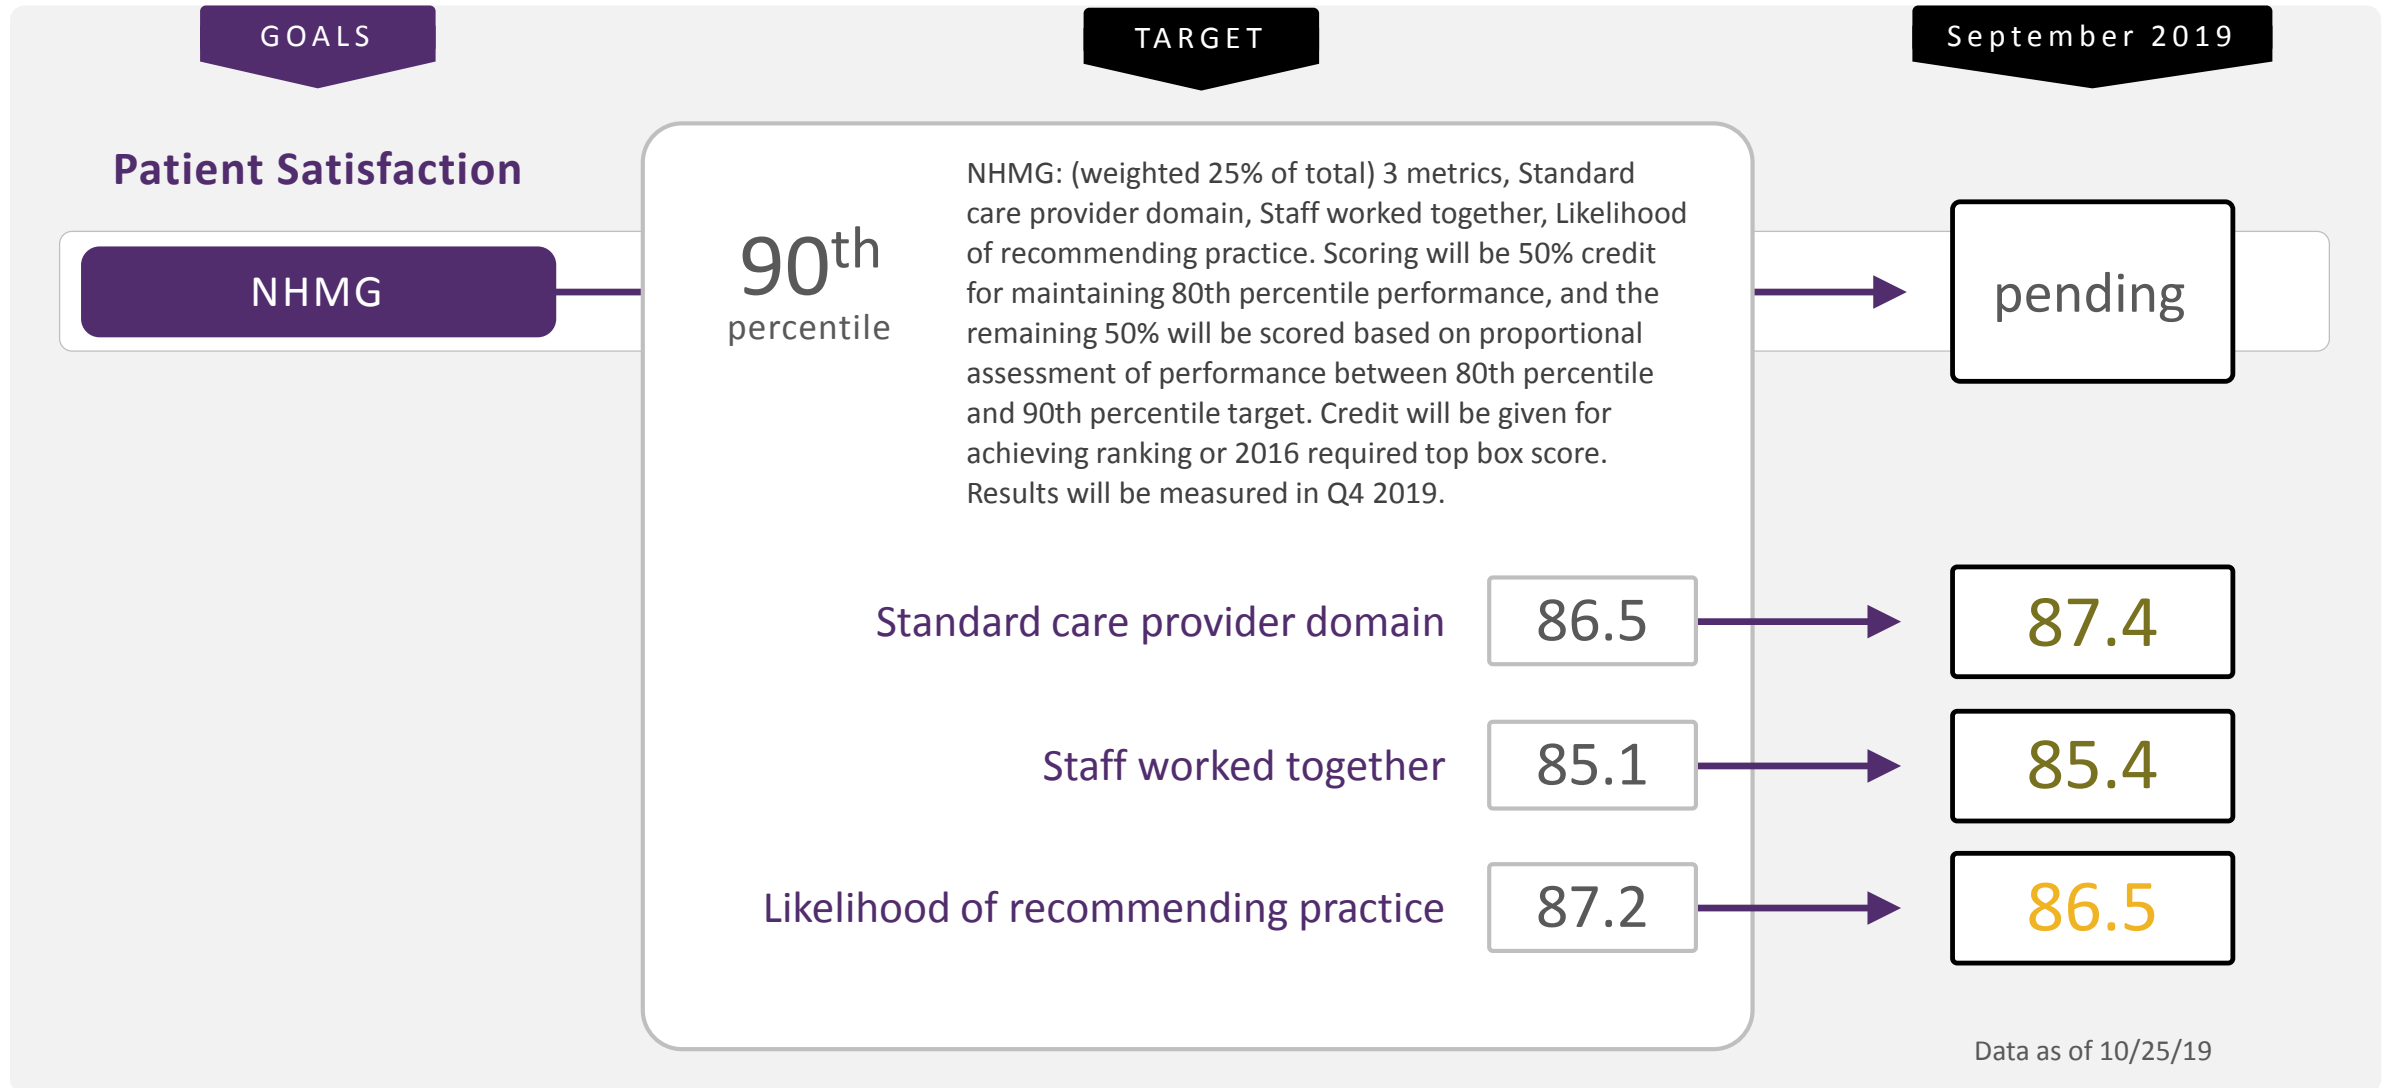 GOALS
TARGET
September 2019
Patient Satisfaction
NHMG
90th
percentile
NHMG: (weighted 25% of total) 3 metrics, Standard
care provider domain, Staff worked together, Likelihood
of recommending practice. Scoring will be 50% credit
for maintaining 80th percentile performance, and the
remaining 50% will be scored based on proportional
assessment of performance between 80th percentile
and 90th percentile target. Credit will be given for
achieving ranking or 2016 required top box score.
Results will be measured in Q4 2019.
pending
Standard care provider domain 86.5 87.4
Staff worked together 85.1 85.4
Likelihood of recommending practice 87.2 86.5
Data as of 10/25/19